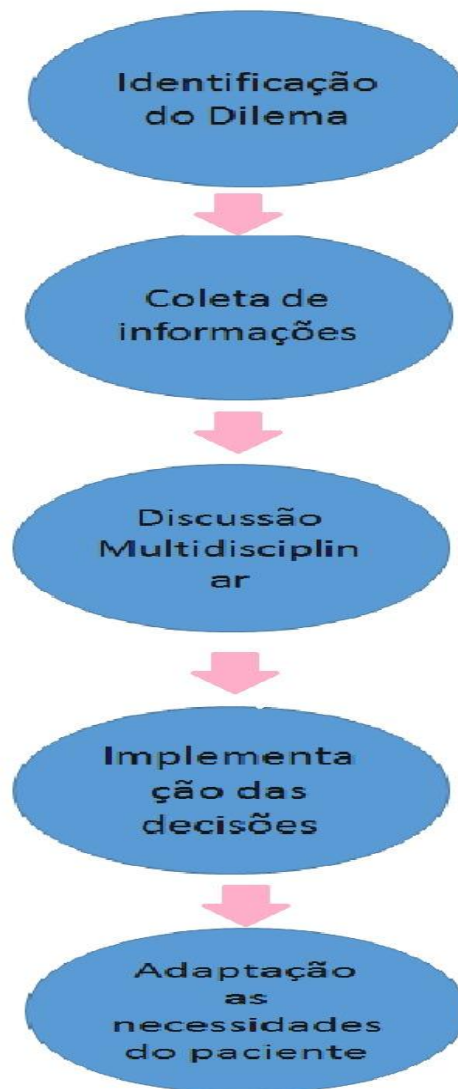 Identificação
do Dilema
Coleta de
informações
Discussão
Multidisciplin
ar
Implementa
ção das
decisões
Adaptação
as
necessidades
do paciente